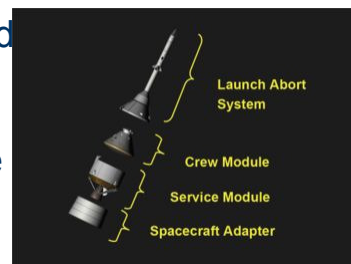 d
Launch Abort
System
e
Crew Module
Service Module
Spacecraft Adapter